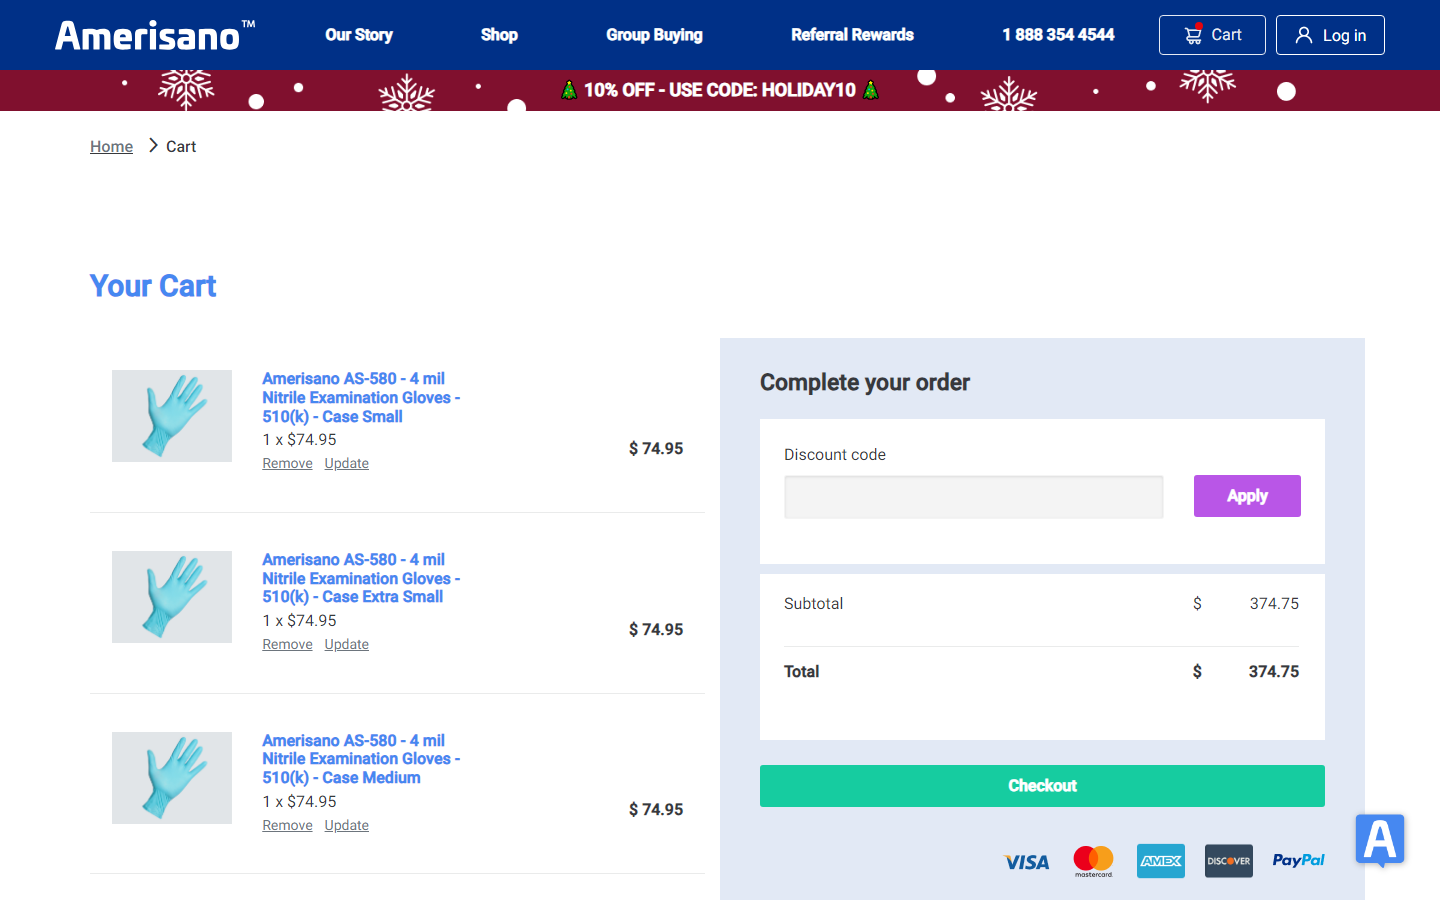 Amerisano™
Our Story
Shop
Group Buying
Referral Rewards
1 888 354 4544
Cart
Log in
10% OFF - USE CODE: HOLIDAY10
Home
Cart
Your Cart
Amerisano AS-580 - 4 mil
Nitrile Examination Gloves -
510(k) - Case Small
1 x $74.95
$ 74.95
Remove Update
Amerisano AS-580 - 4 mil
Nitrile Examination Gloves -
510(k) - Case Extra Small
1 x $74.95
$ 74.95
Remove Update
Amerisano AS-580 - 4 mil
Nitrile Examination Gloves -
510(k) - Case Medium
1 x $74.95
$ 74.95
Remove Update
Complete your order
Discount code
Apply
Subtotal $ 374.75
Total $ 374.75
Checkout
VISA
mastercard
AMEX
DISCOVER
PayPal
A